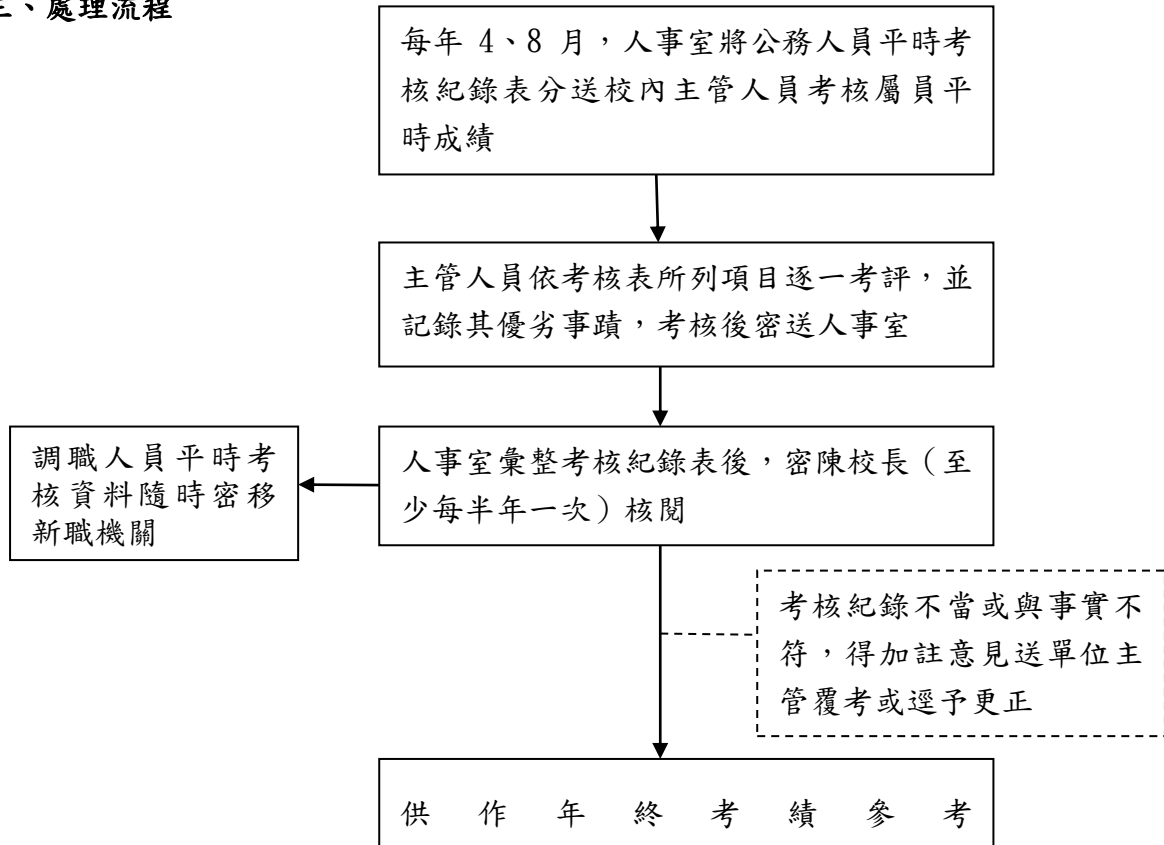 三、處理流程
每年 4、8 月，人事室將公務人員平時考
核紀錄表分送校內主管人員考核屬員平
時成績
主管人員依考核表所列項目逐一考評，並
記錄其優劣事蹟，考核後密送人事室
調職人員平時考
核資料隨時密移
新職機關
人事室彙整考核紀錄表後，密陳校長（至
少每半年一次）核閱
考核紀錄不當或與事實不
符，得加註意見送單位主
管覆考或逕予更正
供作年終考績參考